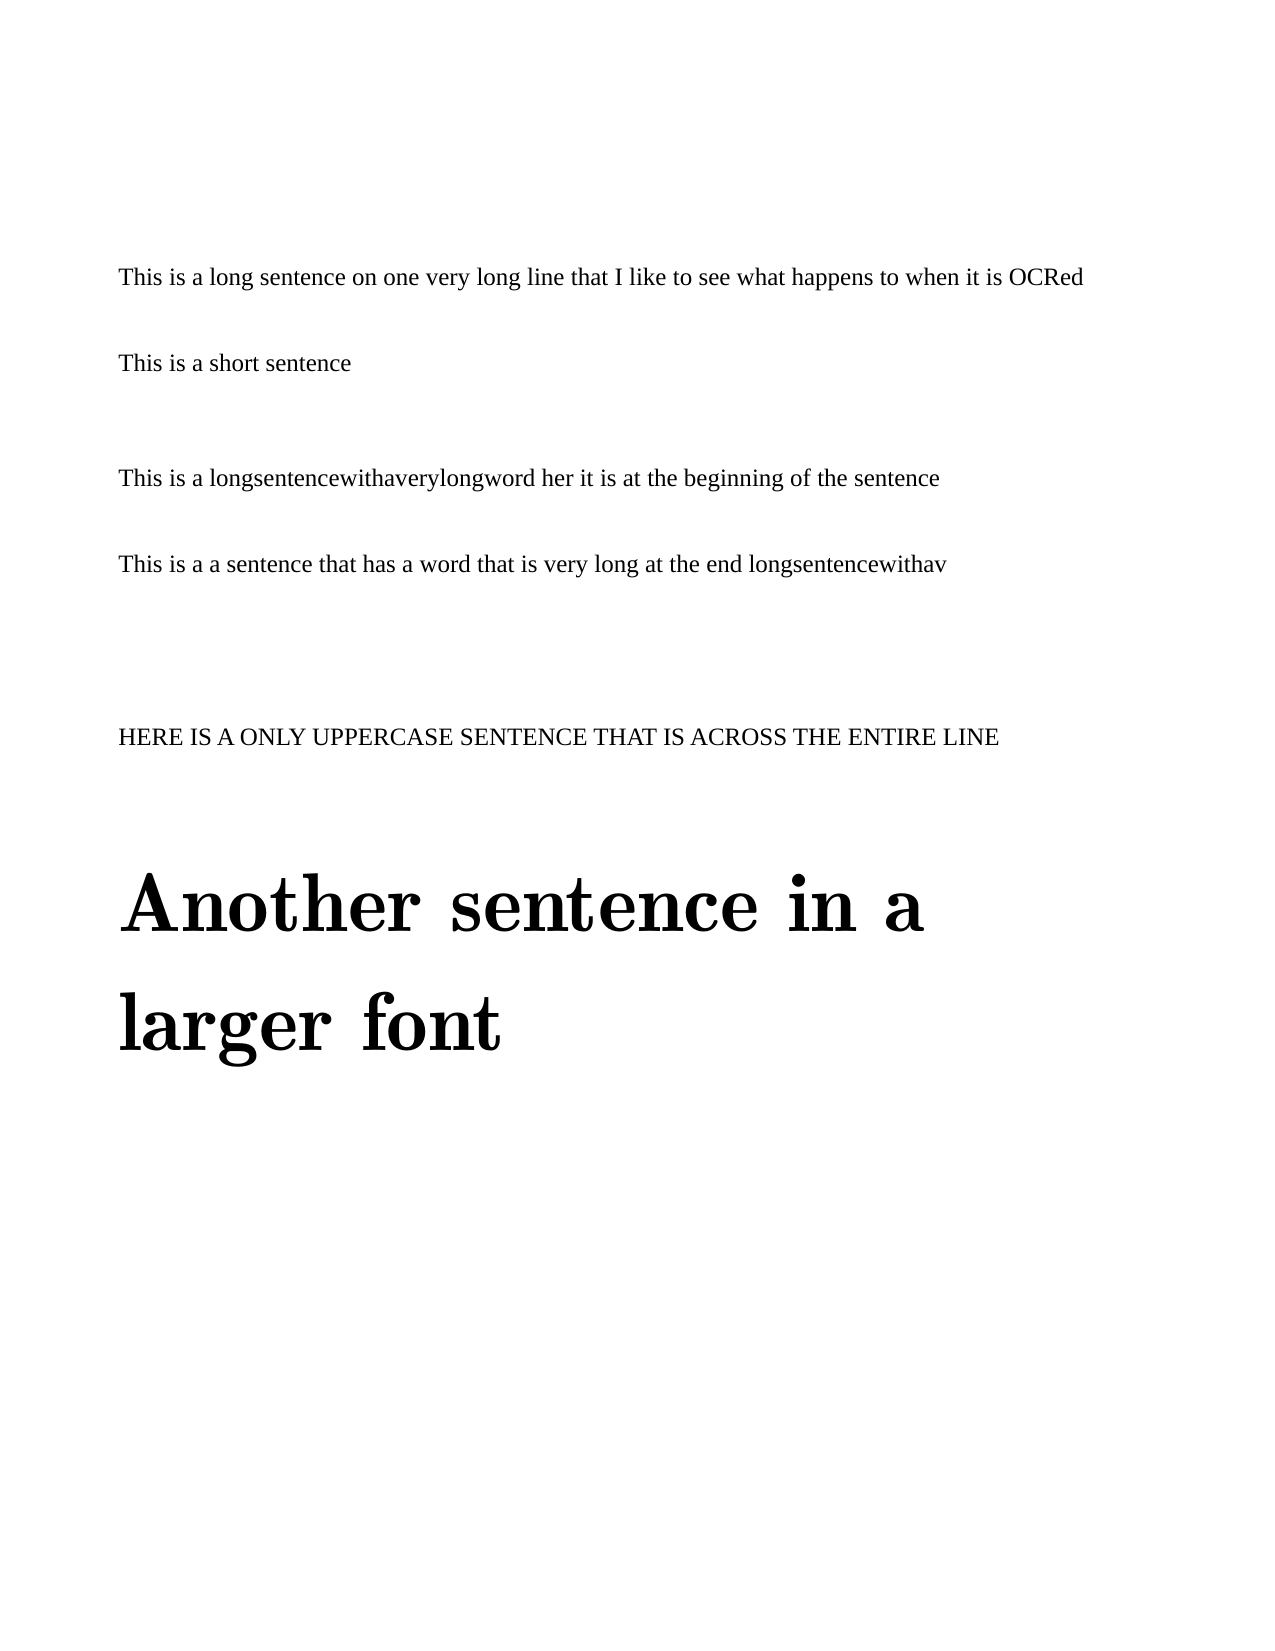 This is a long sentence on one very long line that I like to see what happens to when it is OCRed
This is a short sentence
This is a longsentencewithaverylongword her it is at the beginning of the sentence
This is a a sentence that has a word that is very long at the end longsentencewithav
HERE IS A ONLY UPPERCASE SENTENCE THAT IS ACROSS THE ENTIRE LINE
Another sentence in a
larger font